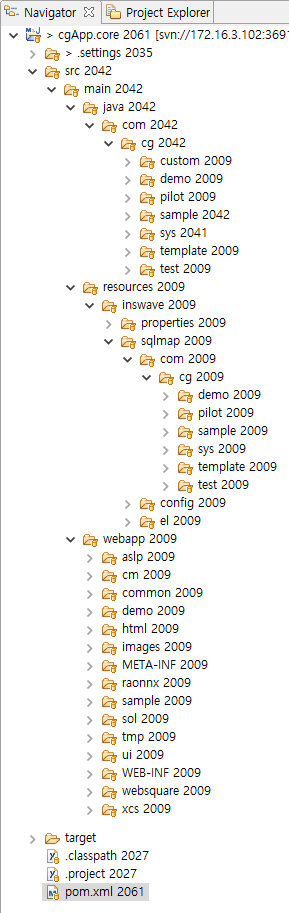 Navigator Project Explorer
> cgApp.core 2061 [svn://172.16.3.102:3691
> .settings 2035
src 2042
main 2042
java 2042
com 2042
cg 2042
custom 2009
demo 2009
pilot 2009
sample 2042
sys 2041
template 2009
test 2009
resources 2009
inswave 2009
properties 2009
sqlmap 2009
com 2009
cg 2009
demo 2009
pilot 2009
sample 2009
sys 2009
template 2009
test 2009
config 2009
el 2009
webapp 2009
aslp 2009
cm 2009
common 2009
demo 2009
html 2009
images 2009
META-INF 2009
raonnx 2009
sample 2009
sol 2009
tmp 2009
ui 2009
WEB-INF 2009
websquare 2009
xcs 2009
target
.classpath 2027
.project 2027
pom.xml 2061